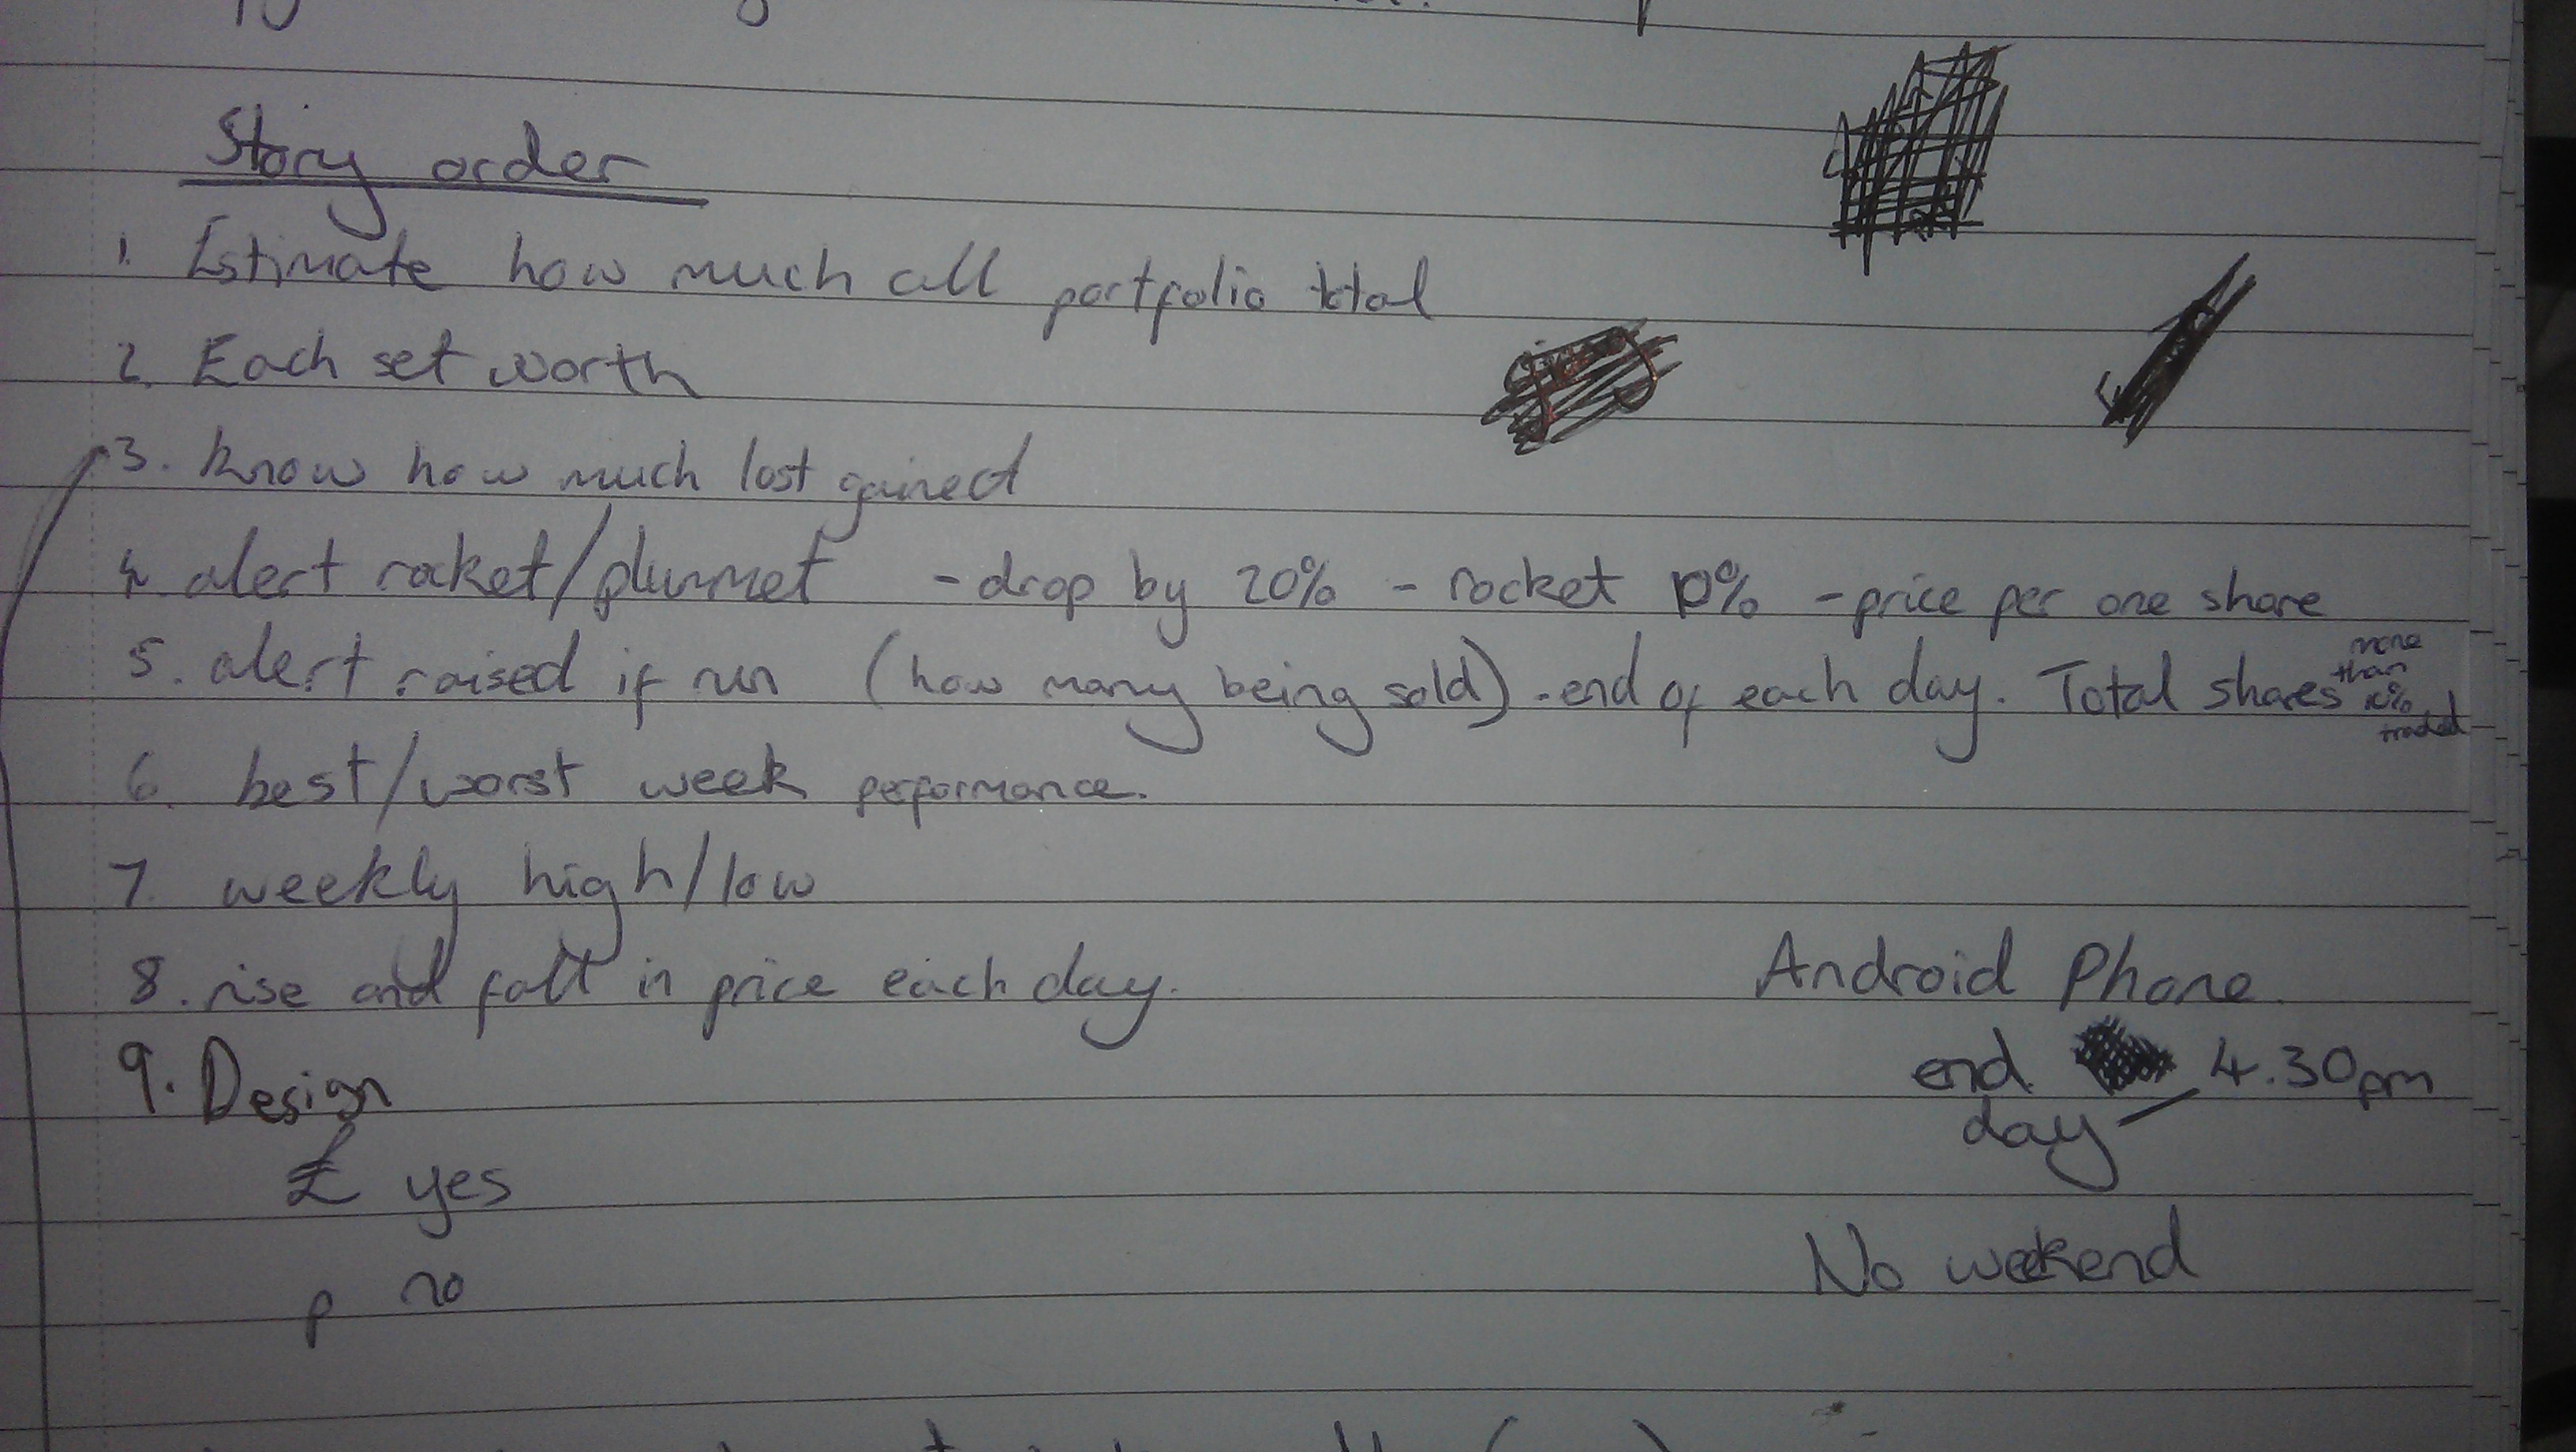 Story order
1. Estimate how much all portfolio total
2. Each set worth
3. know how much lost gained
4. alert rocket/plummet - drop by 20% - rocket 10% - price per one share
5. alert raised if run (how many being sold) - end of each day. Total shares more than 10% traded
6. best/worst week performance.
7. weekly high/low
8. rise and fall in price each day.
Android Phone.
9. Design
end day - 4.30pm
£ yes
No weekend
p no